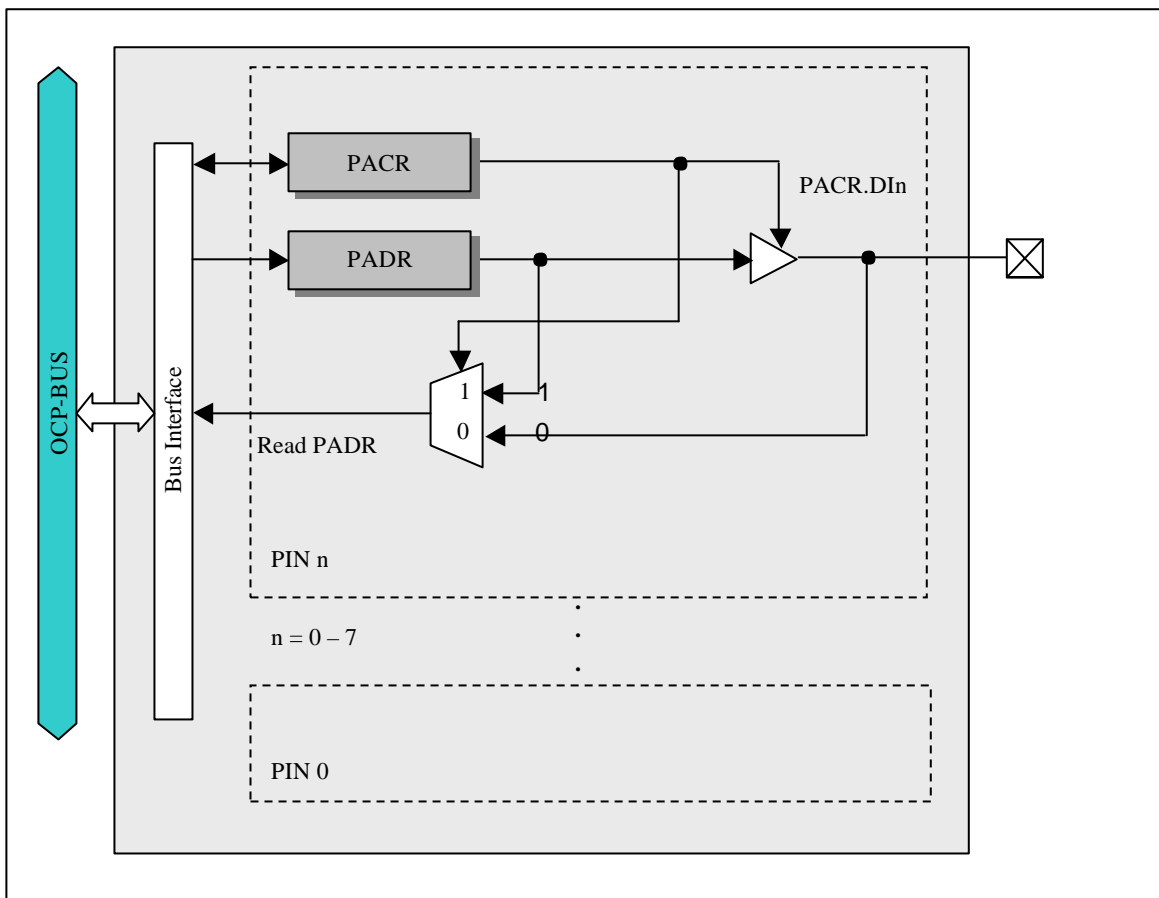 PACR
PACR.DIn
PADR
OCP-BUS
Bus Interface
1 1
0 0
Read PADR
PIN n
n = 0 – 7
PIN 0